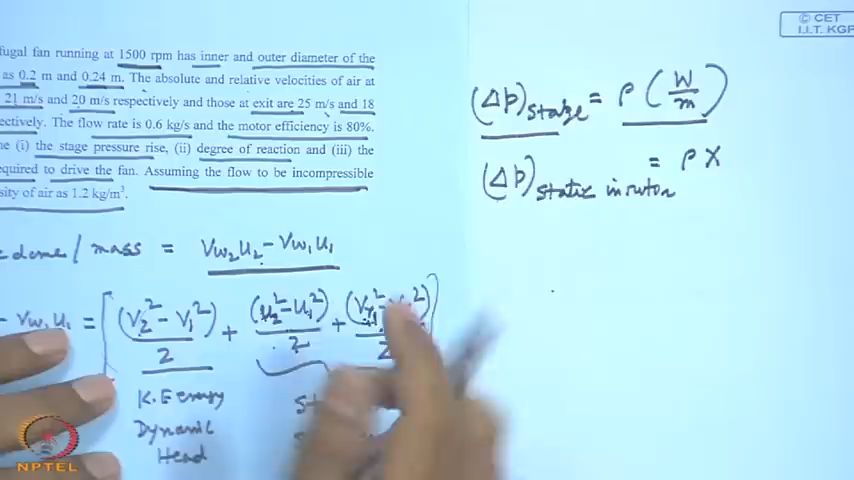 fugal fan running at 1500 rpm has inner and outer diameter of the
as 0.2 m and 0.24 m. The absolute and relative velocities of air at
21 m/s and 20 m/s respectively and those at exit are 25 m/s and 18
ectively. The flow rate is 0.6 kg/s and the motor efficiency is 80%.
e (i) the stage pressure rise, (ii) degree of reaction and (iii) the
equired to drive the fan. Assuming the flow to be incompressible
sity of air as 1.2 kg/m³.
e done/mass = Vw₂u₂ - Vw₁u₁
- Vw₁u₁ = [(V₂² - V₁²)/2 + (u₂² - u₁²)/2 +
K.Energy
Dynamic
Head
(Δp)stage = ρ(W/m)
(Δp)static in rotor = ρ X
© CET
I.I.T. KGP
NPTEL